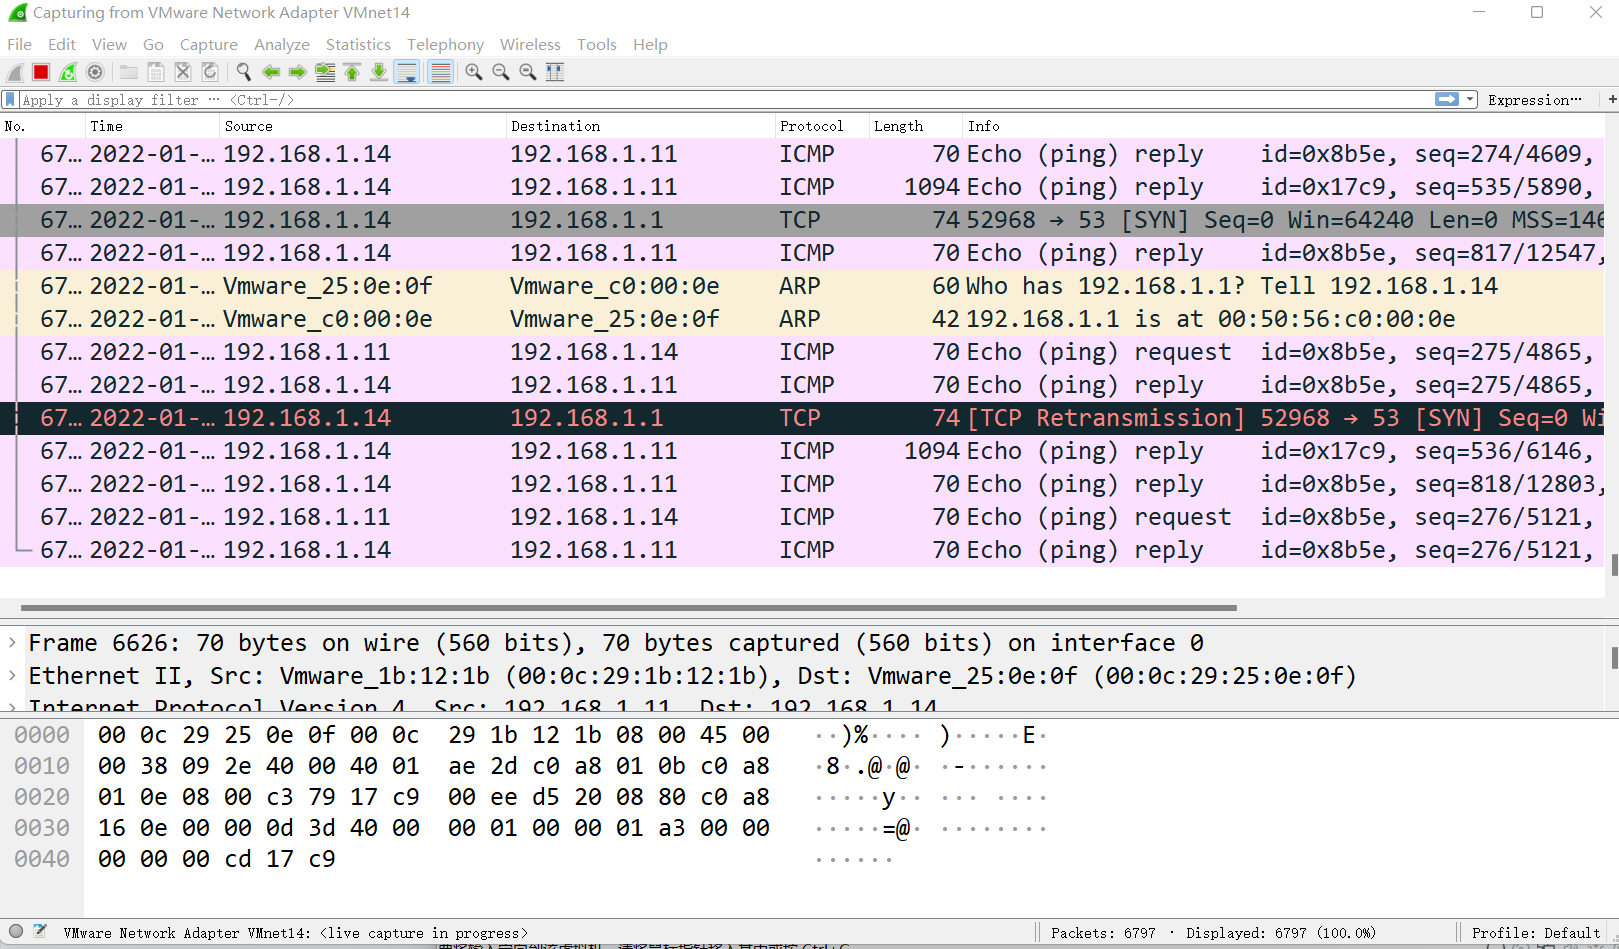 Capturing from VMware Network Adapter VMnet14
File Edit View Go Capture Analyze Statistics Telephony Wireless Tools Help
Apply a display filter ... <Ctrl-/> Expression... +
No. Time Source Destination Protocol Length Info
67… 2022-01-… 192.168.1.14 192.168.1.11 ICMP 70 Echo (ping) reply id=0x8b5e, seq=274/4609,
67… 2022-01-… 192.168.1.14 192.168.1.11 ICMP 1094 Echo (ping) reply id=0x17c9, seq=535/5890,
67… 2022-01-… 192.168.1.14 192.168.1.1 TCP 74 52968 → 53 [SYN] Seq=0 Win=64240 Len=0 MSS=146
67… 2022-01-… 192.168.1.14 192.168.1.11 ICMP 70 Echo (ping) reply id=0x8b5e, seq=817/12547,
67… 2022-01-… Vmware_25:0e:0f Vmware_c0:00:0e ARP 60 Who has 192.168.1.1? Tell 192.168.1.14
67… 2022-01-… Vmware_c0:00:0e Vmware_25:0e:0f ARP 42 192.168.1.1 is at 00:50:56:c0:00:0e
67… 2022-01-… 192.168.1.11 192.168.1.14 ICMP 70 Echo (ping) request id=0x8b5e, seq=275/4865,
67… 2022-01-… 192.168.1.14 192.168.1.11 ICMP 70 Echo (ping) reply id=0x8b5e, seq=275/4865,
67… 2022-01-… 192.168.1.14 192.168.1.1 TCP 74 [TCP Retransmission] 52968 → 53 [SYN] Seq=0 Wi
67… 2022-01-… 192.168.1.14 192.168.1.11 ICMP 1094 Echo (ping) reply id=0x17c9, seq=536/6146,
67… 2022-01-… 192.168.1.14 192.168.1.11 ICMP 70 Echo (ping) reply id=0x8b5e, seq=818/12803,
67… 2022-01-… 192.168.1.11 192.168.1.14 ICMP 70 Echo (ping) request id=0x8b5e, seq=276/5121,
67… 2022-01-… 192.168.1.14 192.168.1.11 ICMP 70 Echo (ping) reply id=0x8b5e, seq=276/5121,
Frame 6626: 70 bytes on wire (560 bits), 70 bytes captured (560 bits) on interface 0
Ethernet II, Src: Vmware_1b:12:1b (00:0c:29:1b:12:1b), Dst: Vmware_25:0e:0f (00:0c:29:25:0e:0f)
Internet Protocol Version 4, Src: 192.168.1.11, Dst: 192.168.1.14
0000 00 0c 29 25 0e 0f 00 0c 29 1b 12 1b 08 00 45 00 ··)%···· )·····E·
0010 00 38 09 2e 40 00 40 01 ae 2d c0 a8 01 0b c0 a8 ·8·.@·@· ·-······
0020 01 0e 08 00 c3 79 17 c9 00 ee d5 20 08 80 c0 a8 ·····y·· ··· ····
0030 16 0e 00 00 0d 3d 40 00 00 01 00 00 01 a3 00 00 ·····=@· ········
0040 00 00 00 cd 17 c9 ······
VMware Network Adapter VMnet14: <live capture in progress> Packets: 6797 · Displayed: 6797 (100.0%) Profile: Default